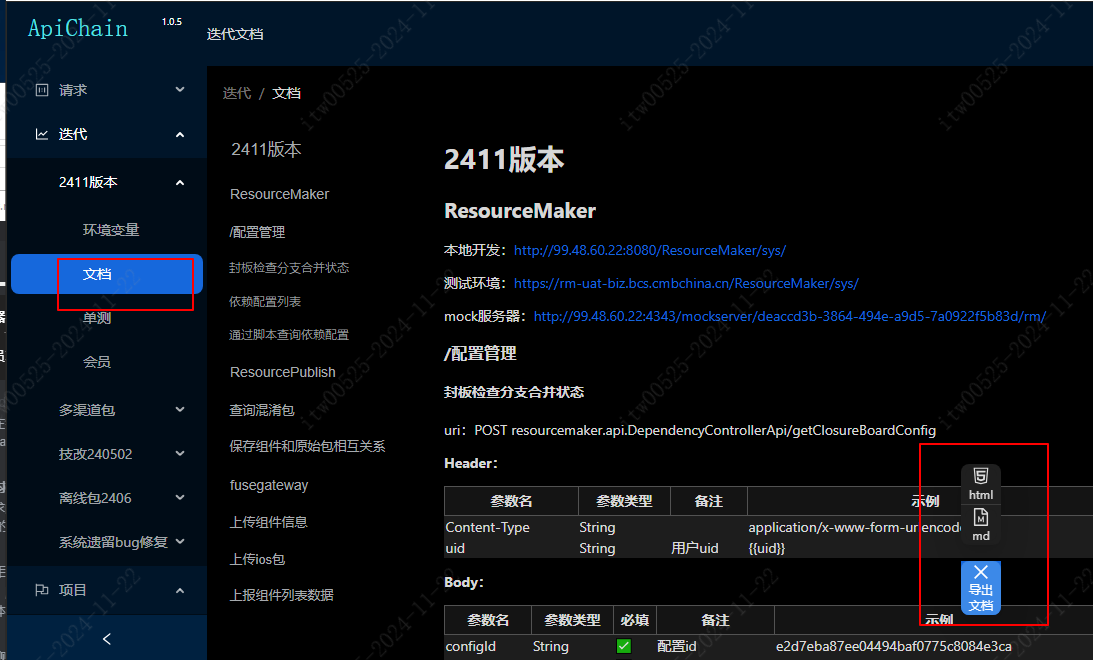 ApiChain
1.0.5
迭代文档
请求
迭代
2411版本
环境变量
文档
单测
会员
多渠道包
技改240502
离线包2406
系统遗留bug修复
项目
迭代 / 文档
2411版本
ResourceMaker
/配置管理
封板检查分支合并状态
依赖配置列表
通过脚本查询依赖配置
ResourcePublish
查询混淆包
保存组件和原始包相互关系
fusegateway
上传组件信息
上传ios包
上报组件列表数据
2411版本
ResourceMaker
本地开发：http://99.48.60.22:8080/ResourceMaker/sys/
测试环境：https://rm-uat-biz.bcs.cmbchina.cn/ResourceMaker/sys/
mock服务器：http://99.48.60.22:4343/mockserver/deaccd3b-3864-494e-a9d5-7a0922f5b83d/rm/
/配置管理
封板检查分支合并状态
uri：POST resourcemaker.api.DependencyControllerApi/getClosureBoardConfig
Header：
参数名 参数类型 备注 示例
Content-Type String application/x-www-form-urlencode
uid String 用户uid {{uid}}
Body：
参数名 参数类型 必填 备注 示例
configId String 配置id e2d7eba87ee04494baf0775c8084e3ca
html
md
导出
文档
itw00525-2024-11-22